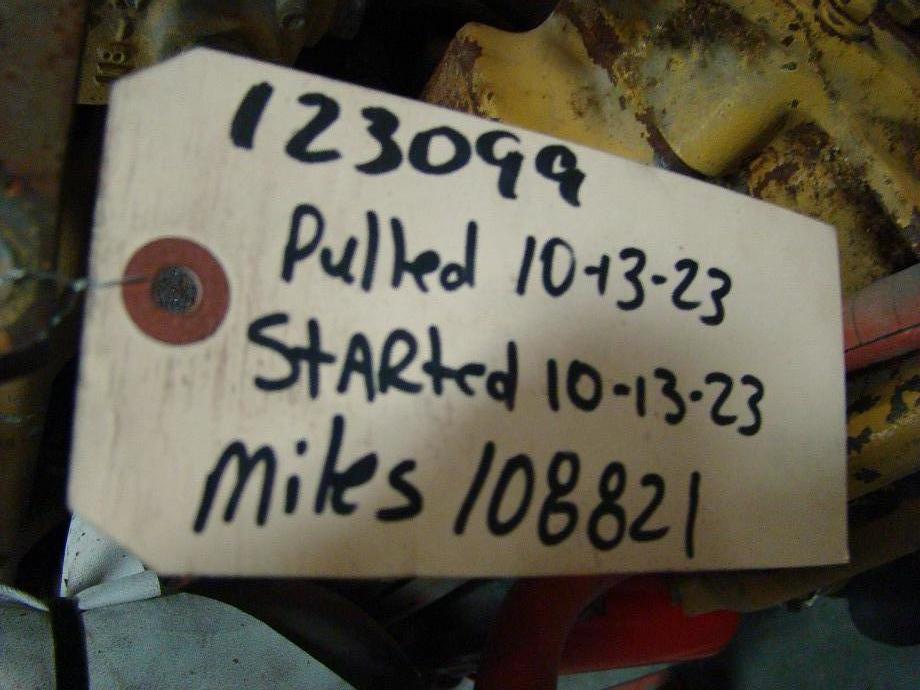 123099
Pulled 10-13-23
StARted 10-13-23
Miles 108821